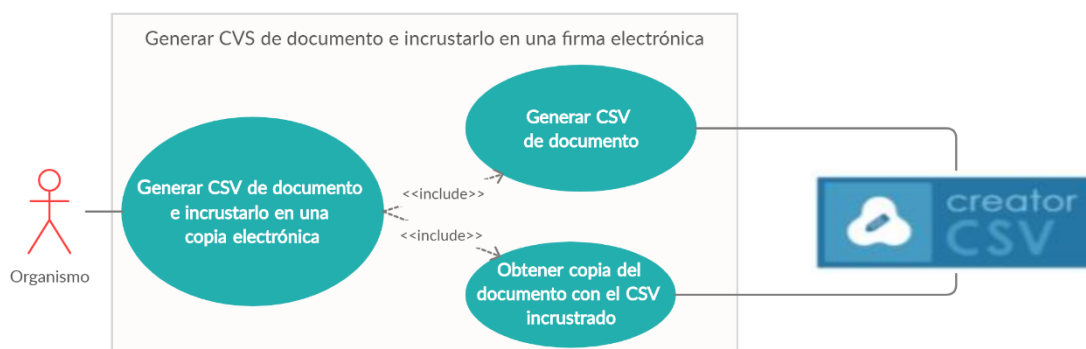 Generar CVS de documento e incrustarlo en una firma electrónica
Generar CSV
de documento
Generar CSV de documento
e incrustarlo en una
copia electrónica
<<include>>
<<include>>
Organismo
Obtener copia del
documento con el CSV
incrustrado
creator
CSV